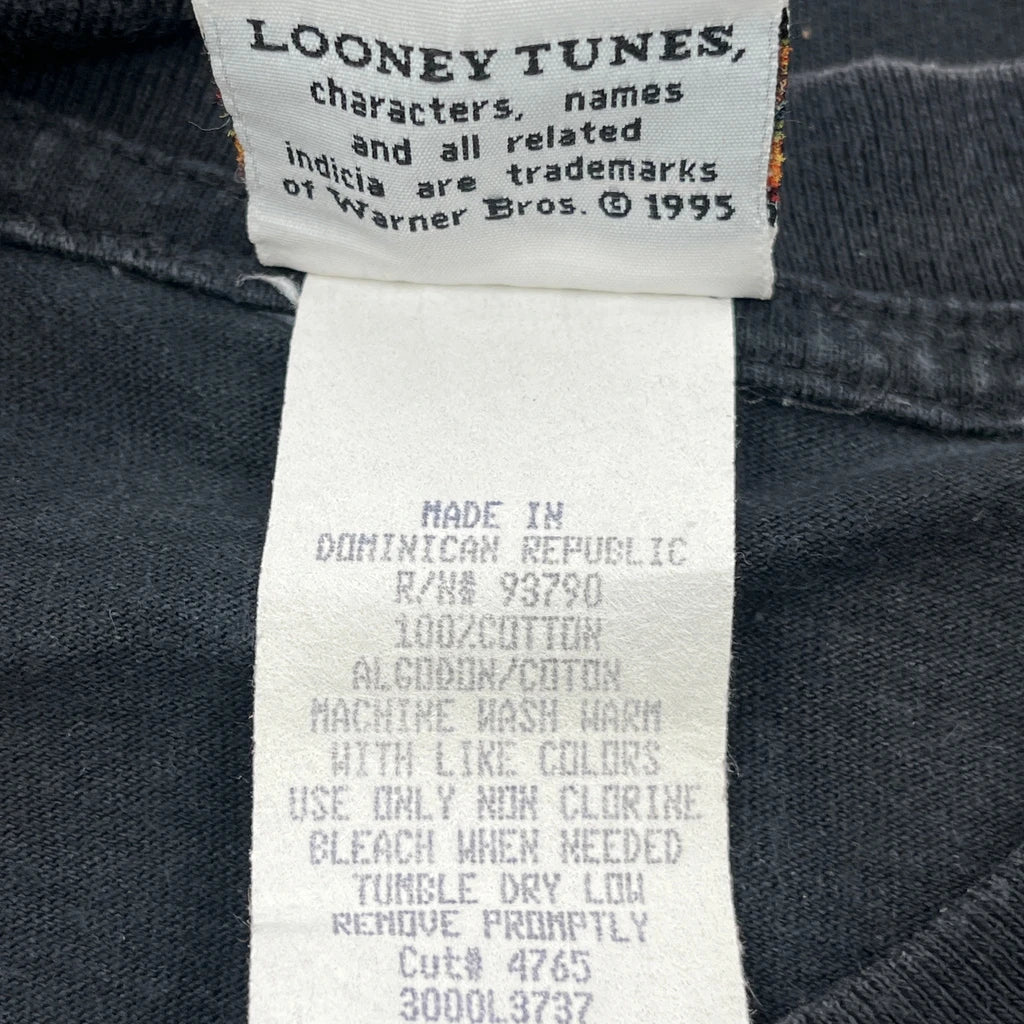 LOONEY TUNES,
characters, names
and all related
indicia are trademarks
of Warner Bros. © 1995
MADE IN
DOMINICAN REPUBLIC
R/N# 93790
100%COTTON
ALGODON/COTON
MACHINE WASH WARM
WITH LIKE COLORS
USE ONLY NON CLORINE
BLEACH WHEN NEEDED
TUMBLE DRY LOW
REMOVE PROMPTLY
Cut# 4765
3000L3737